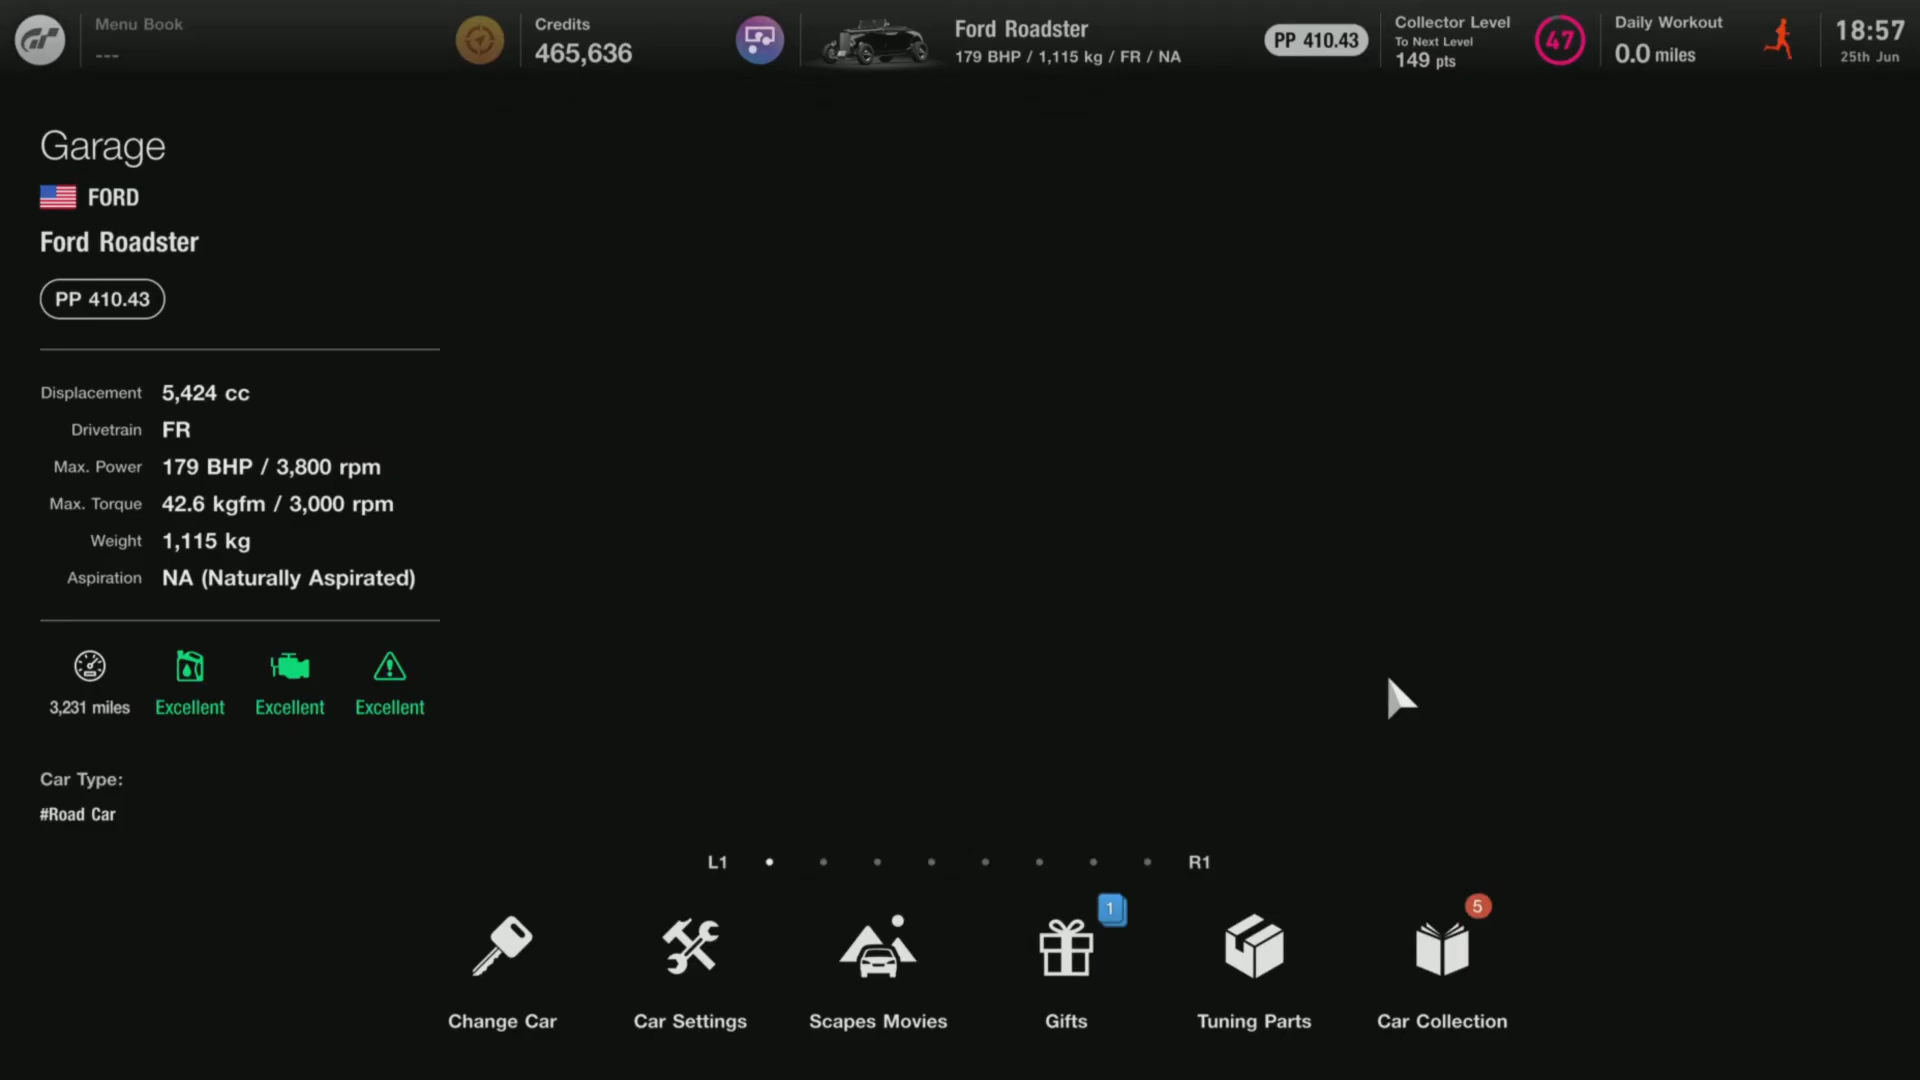 Menu Book
---
Credits
465,636
Ford Roadster
179 BHP / 1,115 kg / FR / NA
PP 410.43
Collector Level
To Next Level
149 pts
47
Daily Workout
0.0 miles
18:57
25th Jun
Garage
FORD
Ford Roadster
PP 410.43
Displacement 5,424 cc
Drivetrain FR
Max. Power 179 BHP / 3,800 rpm
Max. Torque 42.6 kgfm / 3,000 rpm
Weight 1,115 kg
Aspiration NA (Naturally Aspirated)
3,231 miles Excellent Excellent Excellent
Car Type:
#Road Car
L1 R1
1
5
Change Car Car Settings Scapes Movies Gifts Tuning Parts Car Collection